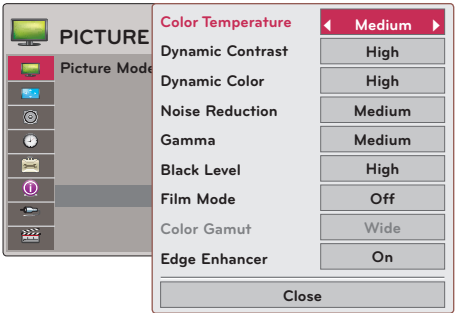 PICTURE
Picture Mode
Color Temperature Medium
Dynamic Contrast High
Dynamic Color High
Noise Reduction Medium
Gamma Medium
Black Level High
Film Mode Off
Color Gamut Wide
Edge Enhancer On
Close